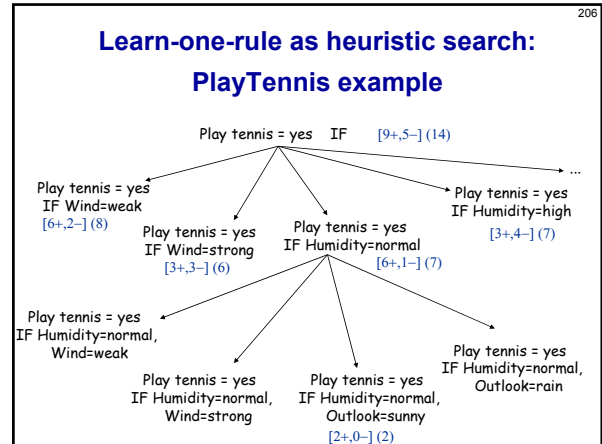 206
Learn-one-rule as heuristic search:
PlayTennis example
Play tennis = yes IF [9+,5−] (14)
...
Play tennis = yes
IF Wind=weak
[6+,2−] (8)
Play tennis = yes
IF Wind=strong
[3+,3−] (6)
Play tennis = yes
IF Humidity=normal
[6+,1−] (7)
Play tennis = yes
IF Humidity=high
[3+,4−] (7)
Play tennis = yes
IF Humidity=normal,
Wind=weak
Play tennis = yes
IF Humidity=normal,
Wind=strong
Play tennis = yes
IF Humidity=normal,
Outlook=sunny
[2+,0−] (2)
Play tennis = yes
IF Humidity=normal,
Outlook=rain